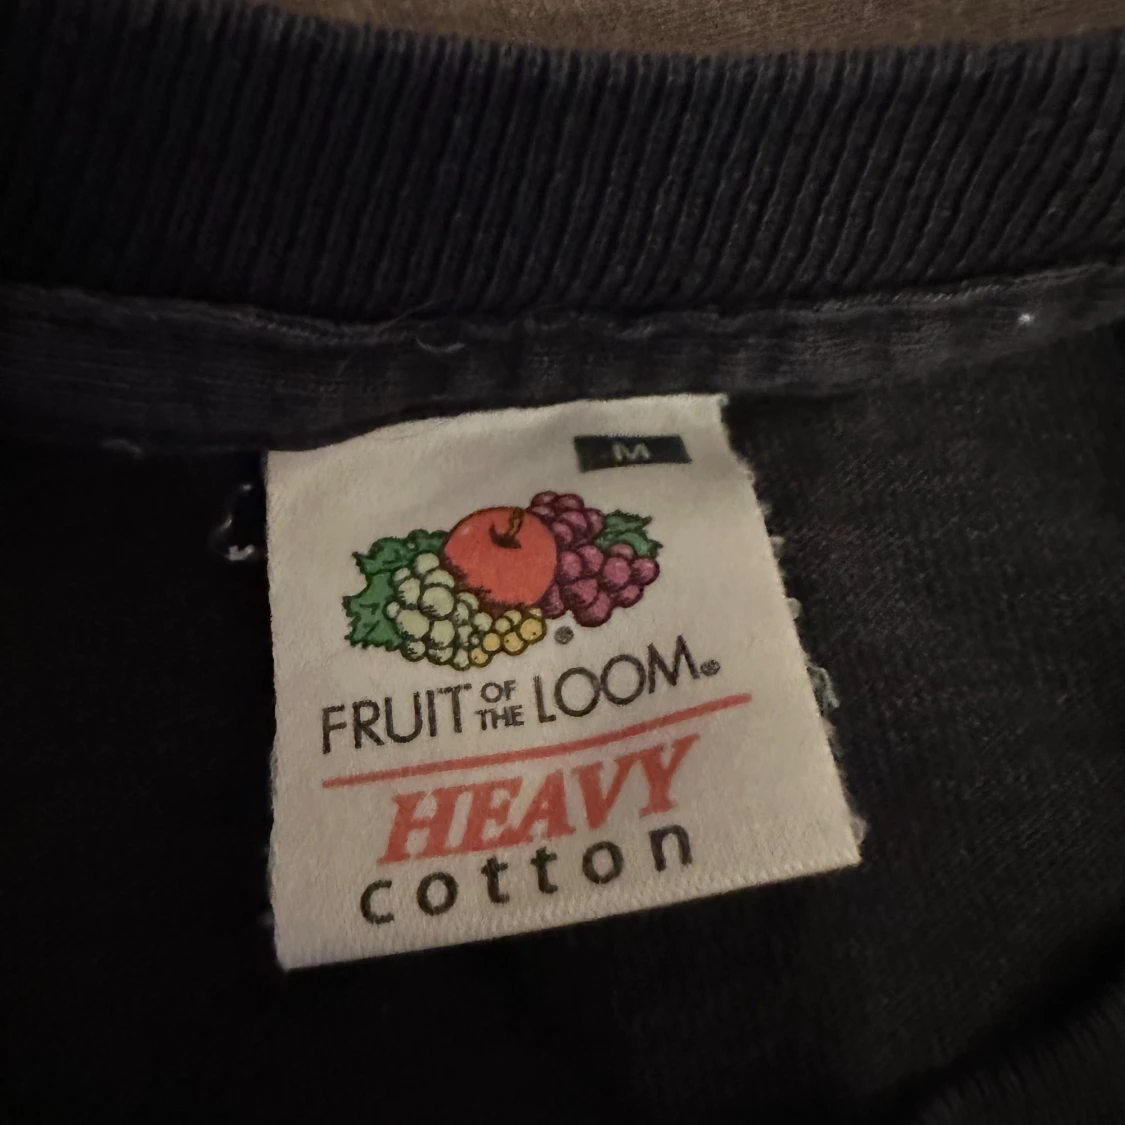 M
FRUIT OF THE LOOM®
HEAVY
cotton